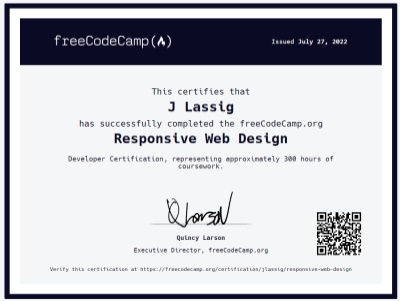 freeCodeCamp
Issued July 27, 2022
This certifies that
J Lassig
has successfully completed the freeCodeCamp.org
Responsive Web Design
Developer Certification, representing approximately 300 hours of
coursework.
Quincy Larson
Executive Director, freeCodeCamp.org
Verify this certification at https://freecodecamp.org/certification/jlassig/responsive-web-design